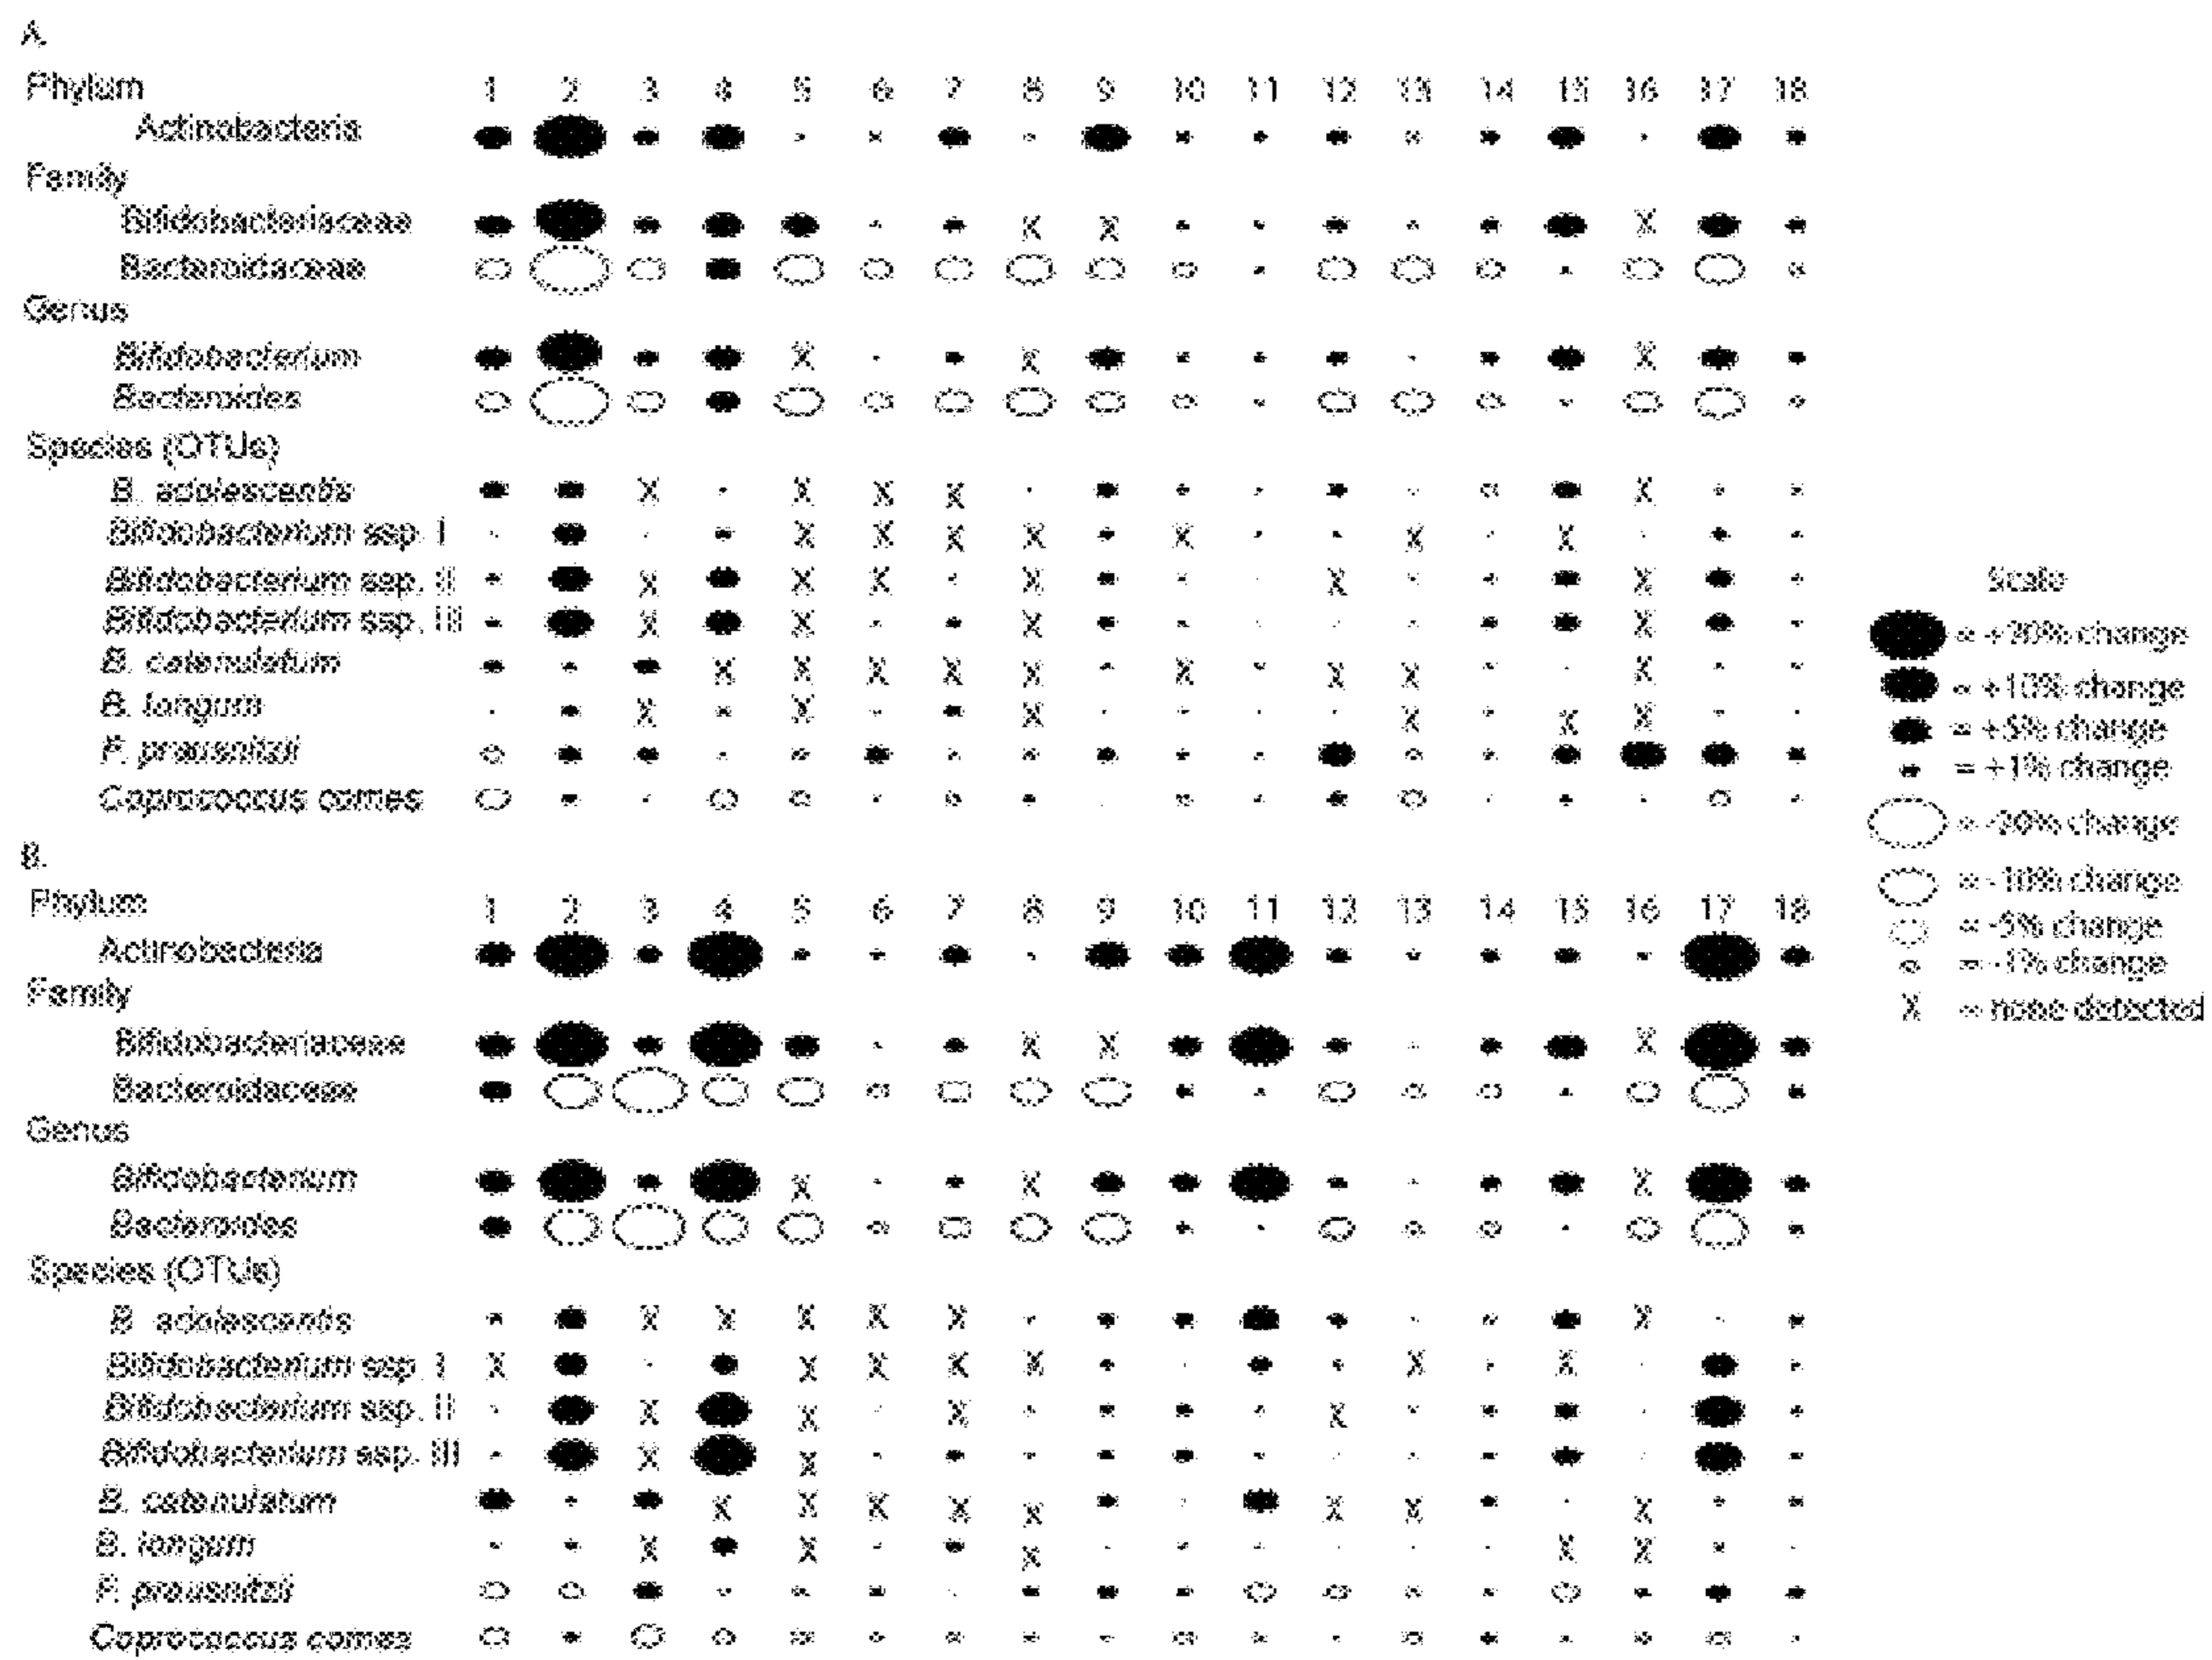 A.
Phylum 1 2 3 4 5 6 7 8 9 10 11 12 13 14 15 16 17 18
Actinobacteria
Family
Bifidobacteriaceae X X X
Bacteroidaceae
Genus
Bifidobacterium X X X
Bacteroides
Species (OTUs)
B. adolescentis X X X X X
Bifidobacterium ssp. I X X X X X X X
Bifidobacterium ssp. II X X X X X X
Bifidobacterium ssp. III X X X X
B. catenulatum X X X X X X X X X
B. longum X X X X X X
F. prausnitzii
Coprococcus comes
Scale
= +20% change
= +10% change
= +5% change
= +1% change
= -20% change
= -10% change
= -5% change
= -1% change
X = none detected
B.
Phylum 1 2 3 4 5 6 7 8 9 10 11 12 13 14 15 16 17 18
Actinobacteria
Family
Bifidobacteriaceae X X X
Bacteroidaceae
Genus
Bifidobacterium X X X
Bacteroides
Species (OTUs)
B. adolescentis X X X X X X
Bifidobacterium ssp. I X X X X X X X
Bifidobacterium ssp. II X X X X
Bifidobacterium ssp. III X X
B. catenulatum X X X X X X X X
B. longum X X X X X
F. prausnitzii
Coprococcus comes